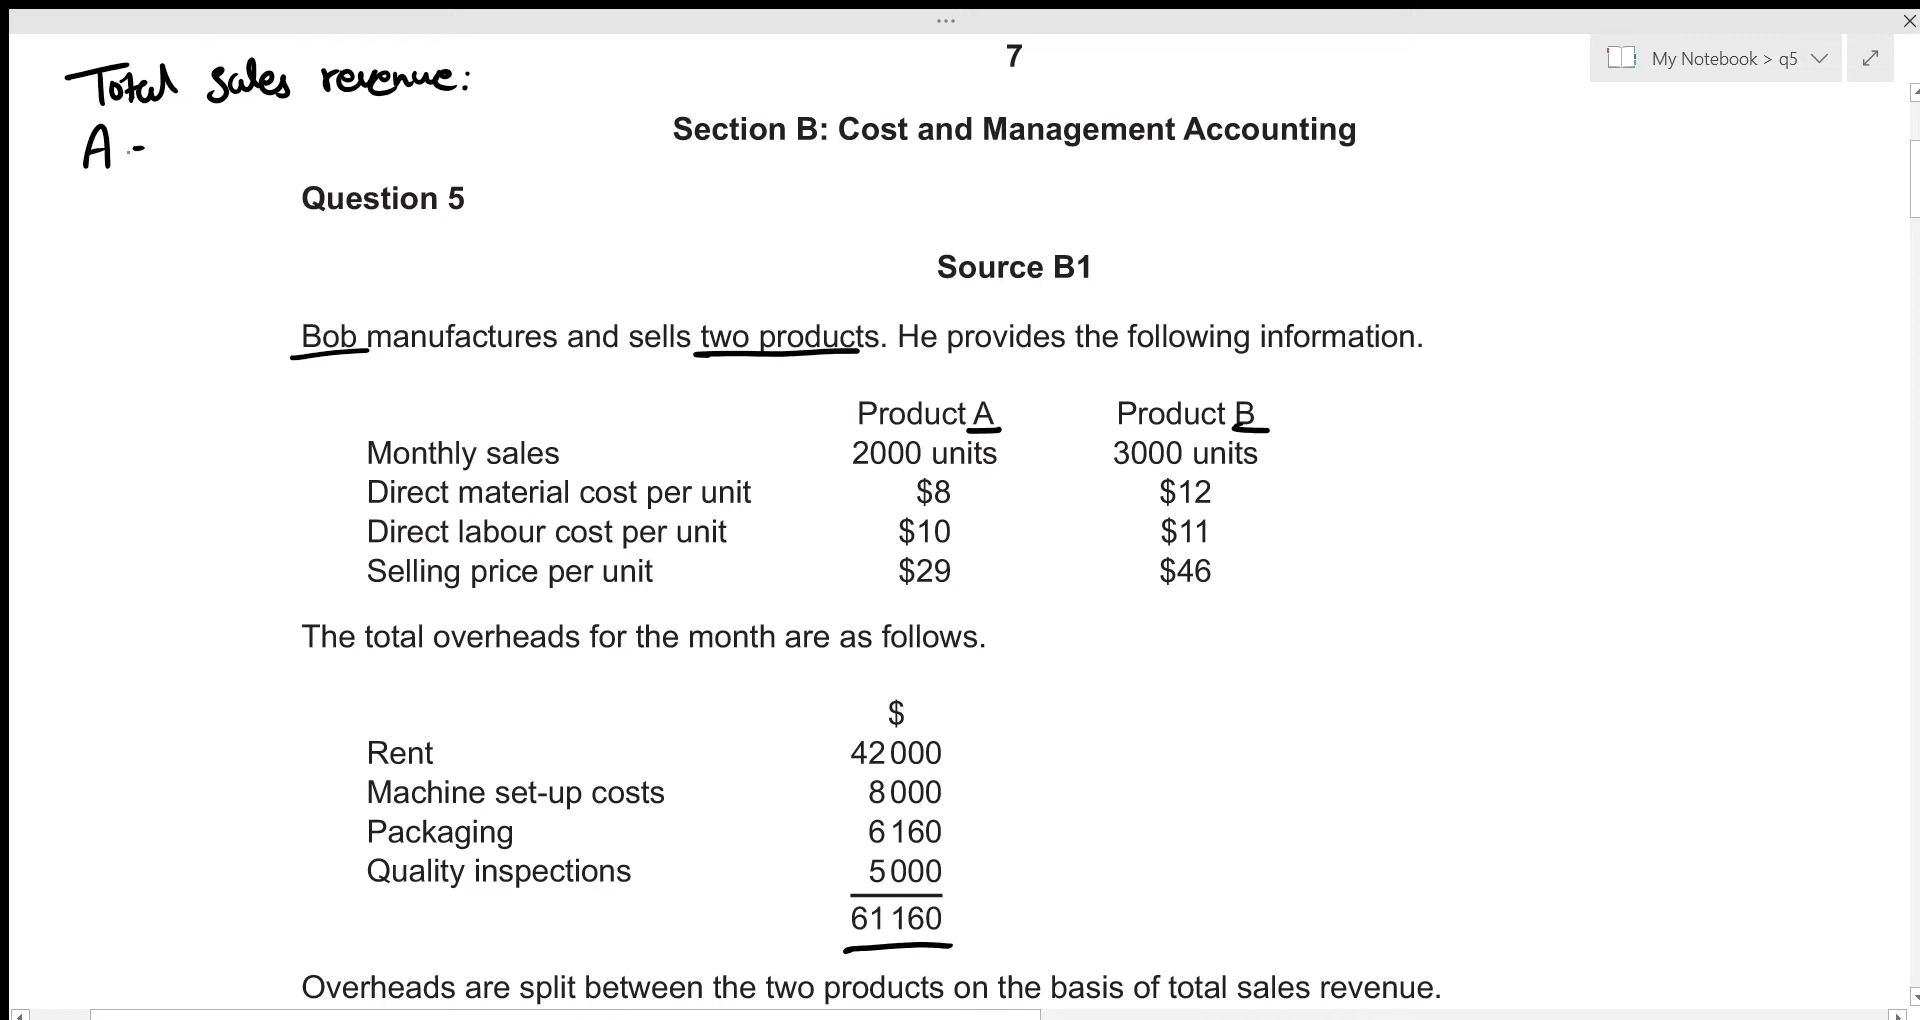 ...
7
My Notebook > q5
Total sales revenue:
A -
Section B: Cost and Management Accounting
Question 5
Source B1
Bob manufactures and sells two products. He provides the following information.
Product A Product B
Monthly sales 2000 units 3000 units
Direct material cost per unit $8 $12
Direct labour cost per unit $10 $11
Selling price per unit $29 $46
The total overheads for the month are as follows.
$
Rent 42 000
Machine set-up costs 8 000
Packaging 6 160
Quality inspections 5 000
61 160
Overheads are split between the two products on the basis of total sales revenue.